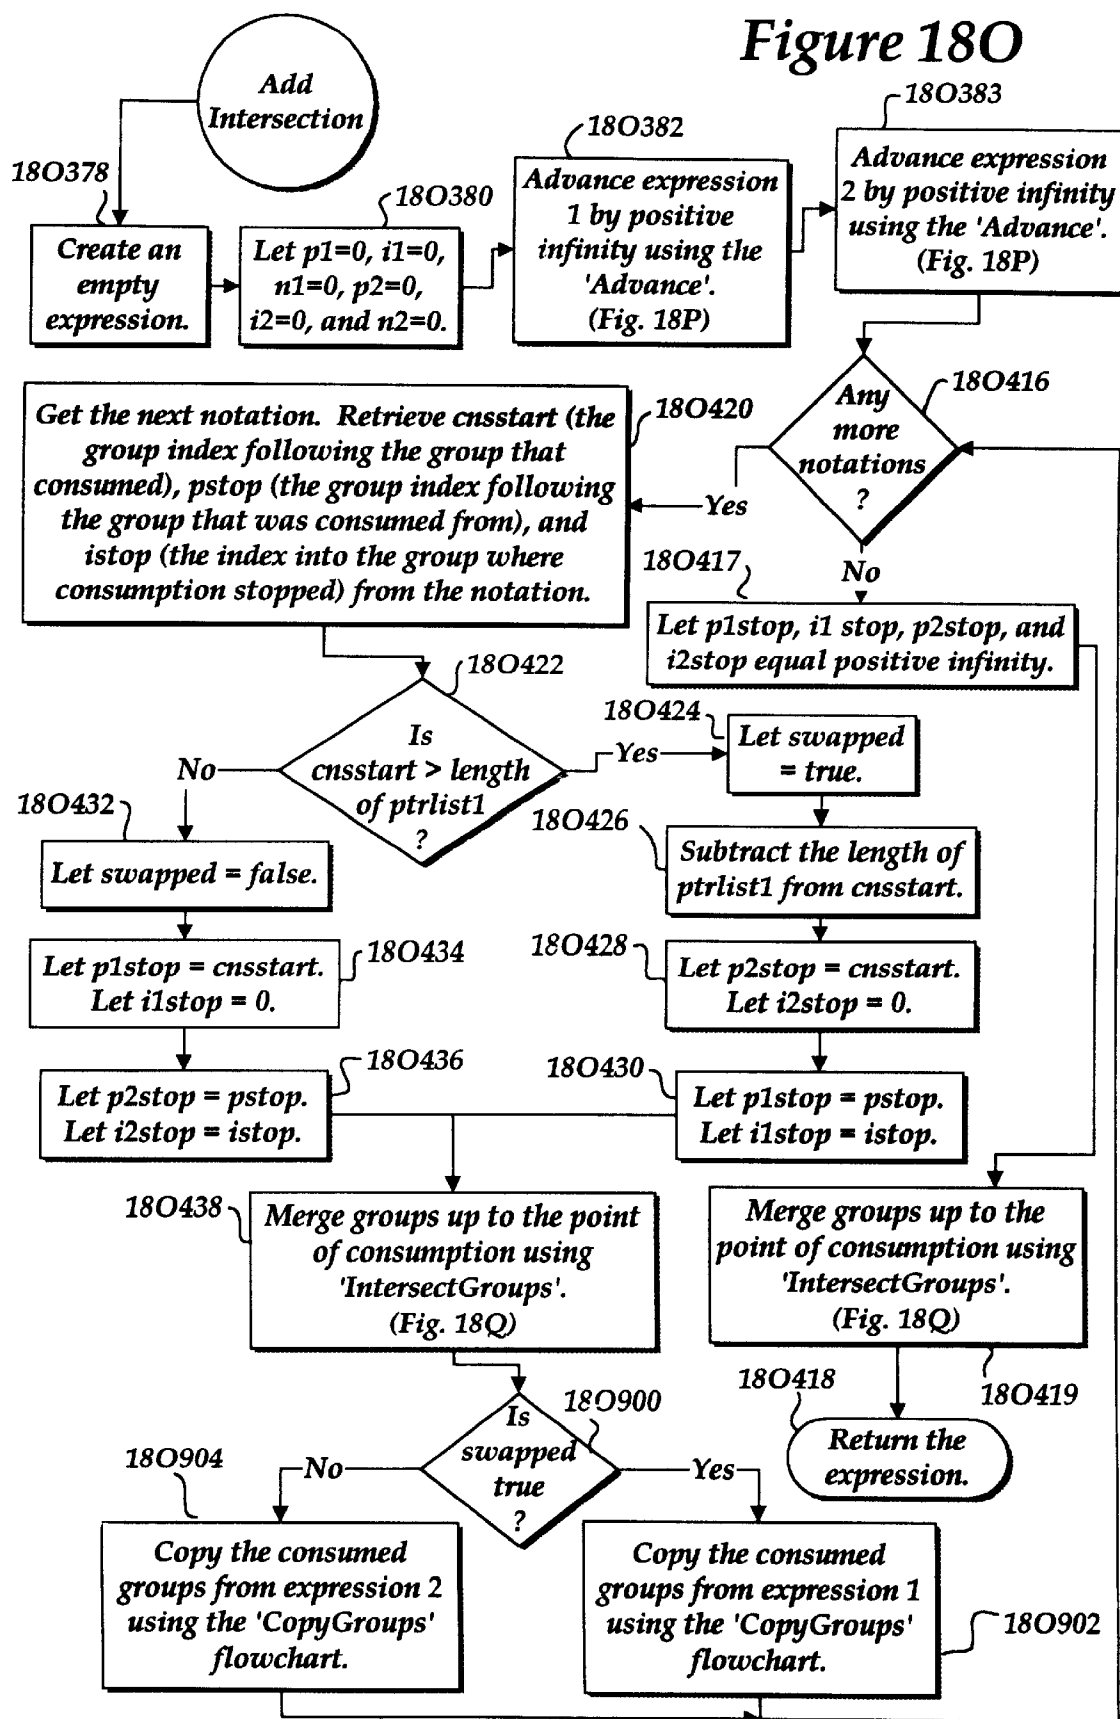 Figure 18O
Add
Intersection
18O378
Create an
empty
expression.
18O380
Let p1=0, i1=0,
n1=0, p2=0,
i2=0, and n2=0.
18O382
Advance expression
1 by positive
infinity using the
'Advance'.
(Fig. 18P)
18O383
Advance expression
2 by positive infinity
using the 'Advance'.
(Fig. 18P)
18O416
Any
more
notations
?
Yes
No
18O420
Get the next notation. Retrieve cnsstart (the
group index following the group that
consumed), pstop (the group index following
the group that was consumed from), and
istop (the index into the group where
consumption stopped) from the notation.
18O417
Let p1stop, i1 stop, p2stop, and
i2stop equal positive infinity.
18O422
Is
cnsstart > length
of ptrlist1
?
No
Yes
18O424
Let swapped
= true.
18O432
Let swapped = false.
18O426
Subtract the length of
ptrlist1 from cnsstart.
18O434
Let p1stop = cnsstart.
Let i1stop = 0.
18O428
Let p2stop = cnsstart.
Let i2stop = 0.
18O436
Let p2stop = pstop.
Let i2stop = istop.
18O430
Let p1stop = pstop.
Let i1stop = istop.
18O438
Merge groups up to the point
of consumption using
'IntersectGroups'.
(Fig. 18Q)
Merge groups up to the
point of consumption using
'IntersectGroups'.
(Fig. 18Q)
18O419
18O418
Return the
expression.
18O900
Is
swapped
true
?
No
Yes
18O904
Copy the consumed
groups from expression 2
using the 'CopyGroups'
flowchart.
Copy the consumed
groups from expression 1
using the 'CopyGroups'
flowchart.
18O902